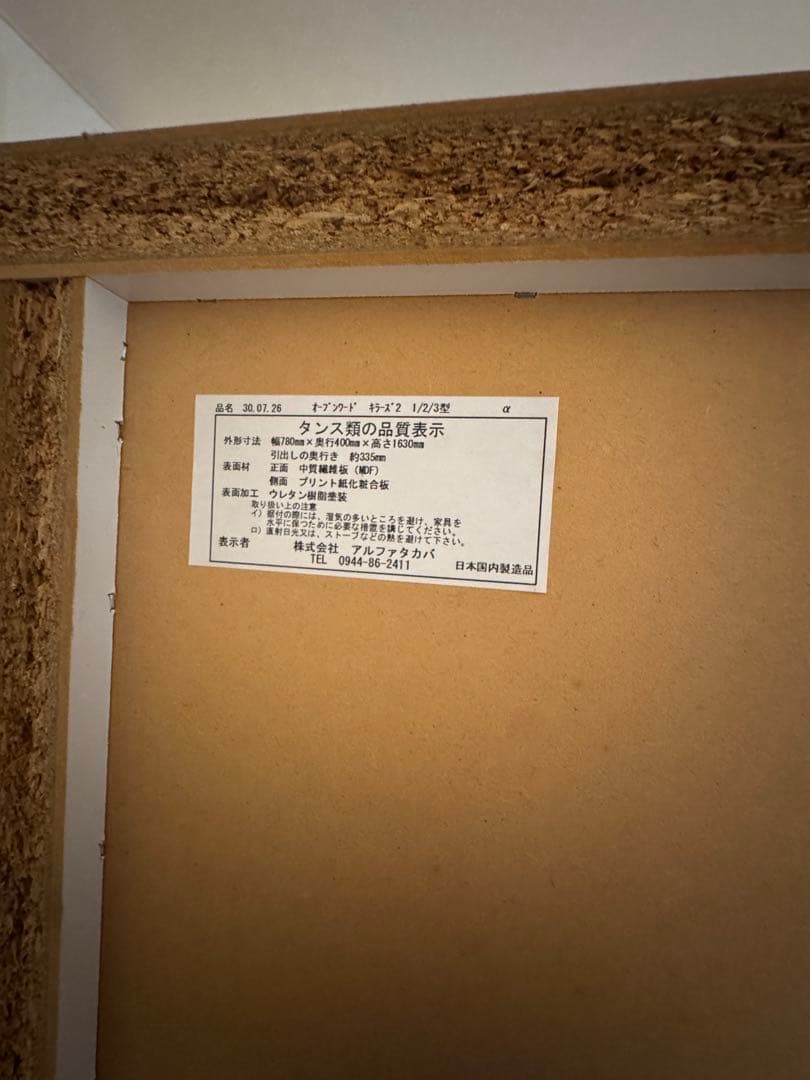 品名 30.07.26 ｵｰﾌﾟﾝﾜｰﾄﾞ ｷﾗｰｽﾞ2 1/2/3型 α
タンス類の品質表示
外形寸法 幅780mm×奥行400mm×高さ1630mm
引出しの奥行き 約335mm
表面材 正面 中質繊維板(MDF)
側面 プリント紙化粧合板
表面加工 ウレタン樹脂塗装
取り扱い上の注意
イ）据付の際には、湿気の多いところを避け、家具を
水平に保つために必要な措置を講じてください。
ロ）直射日光又は、ストーブなどの熱を避けて下さい。
表示者 株式会社 アルファタカバ
TEL 0944-86-2411 日本国内製造品